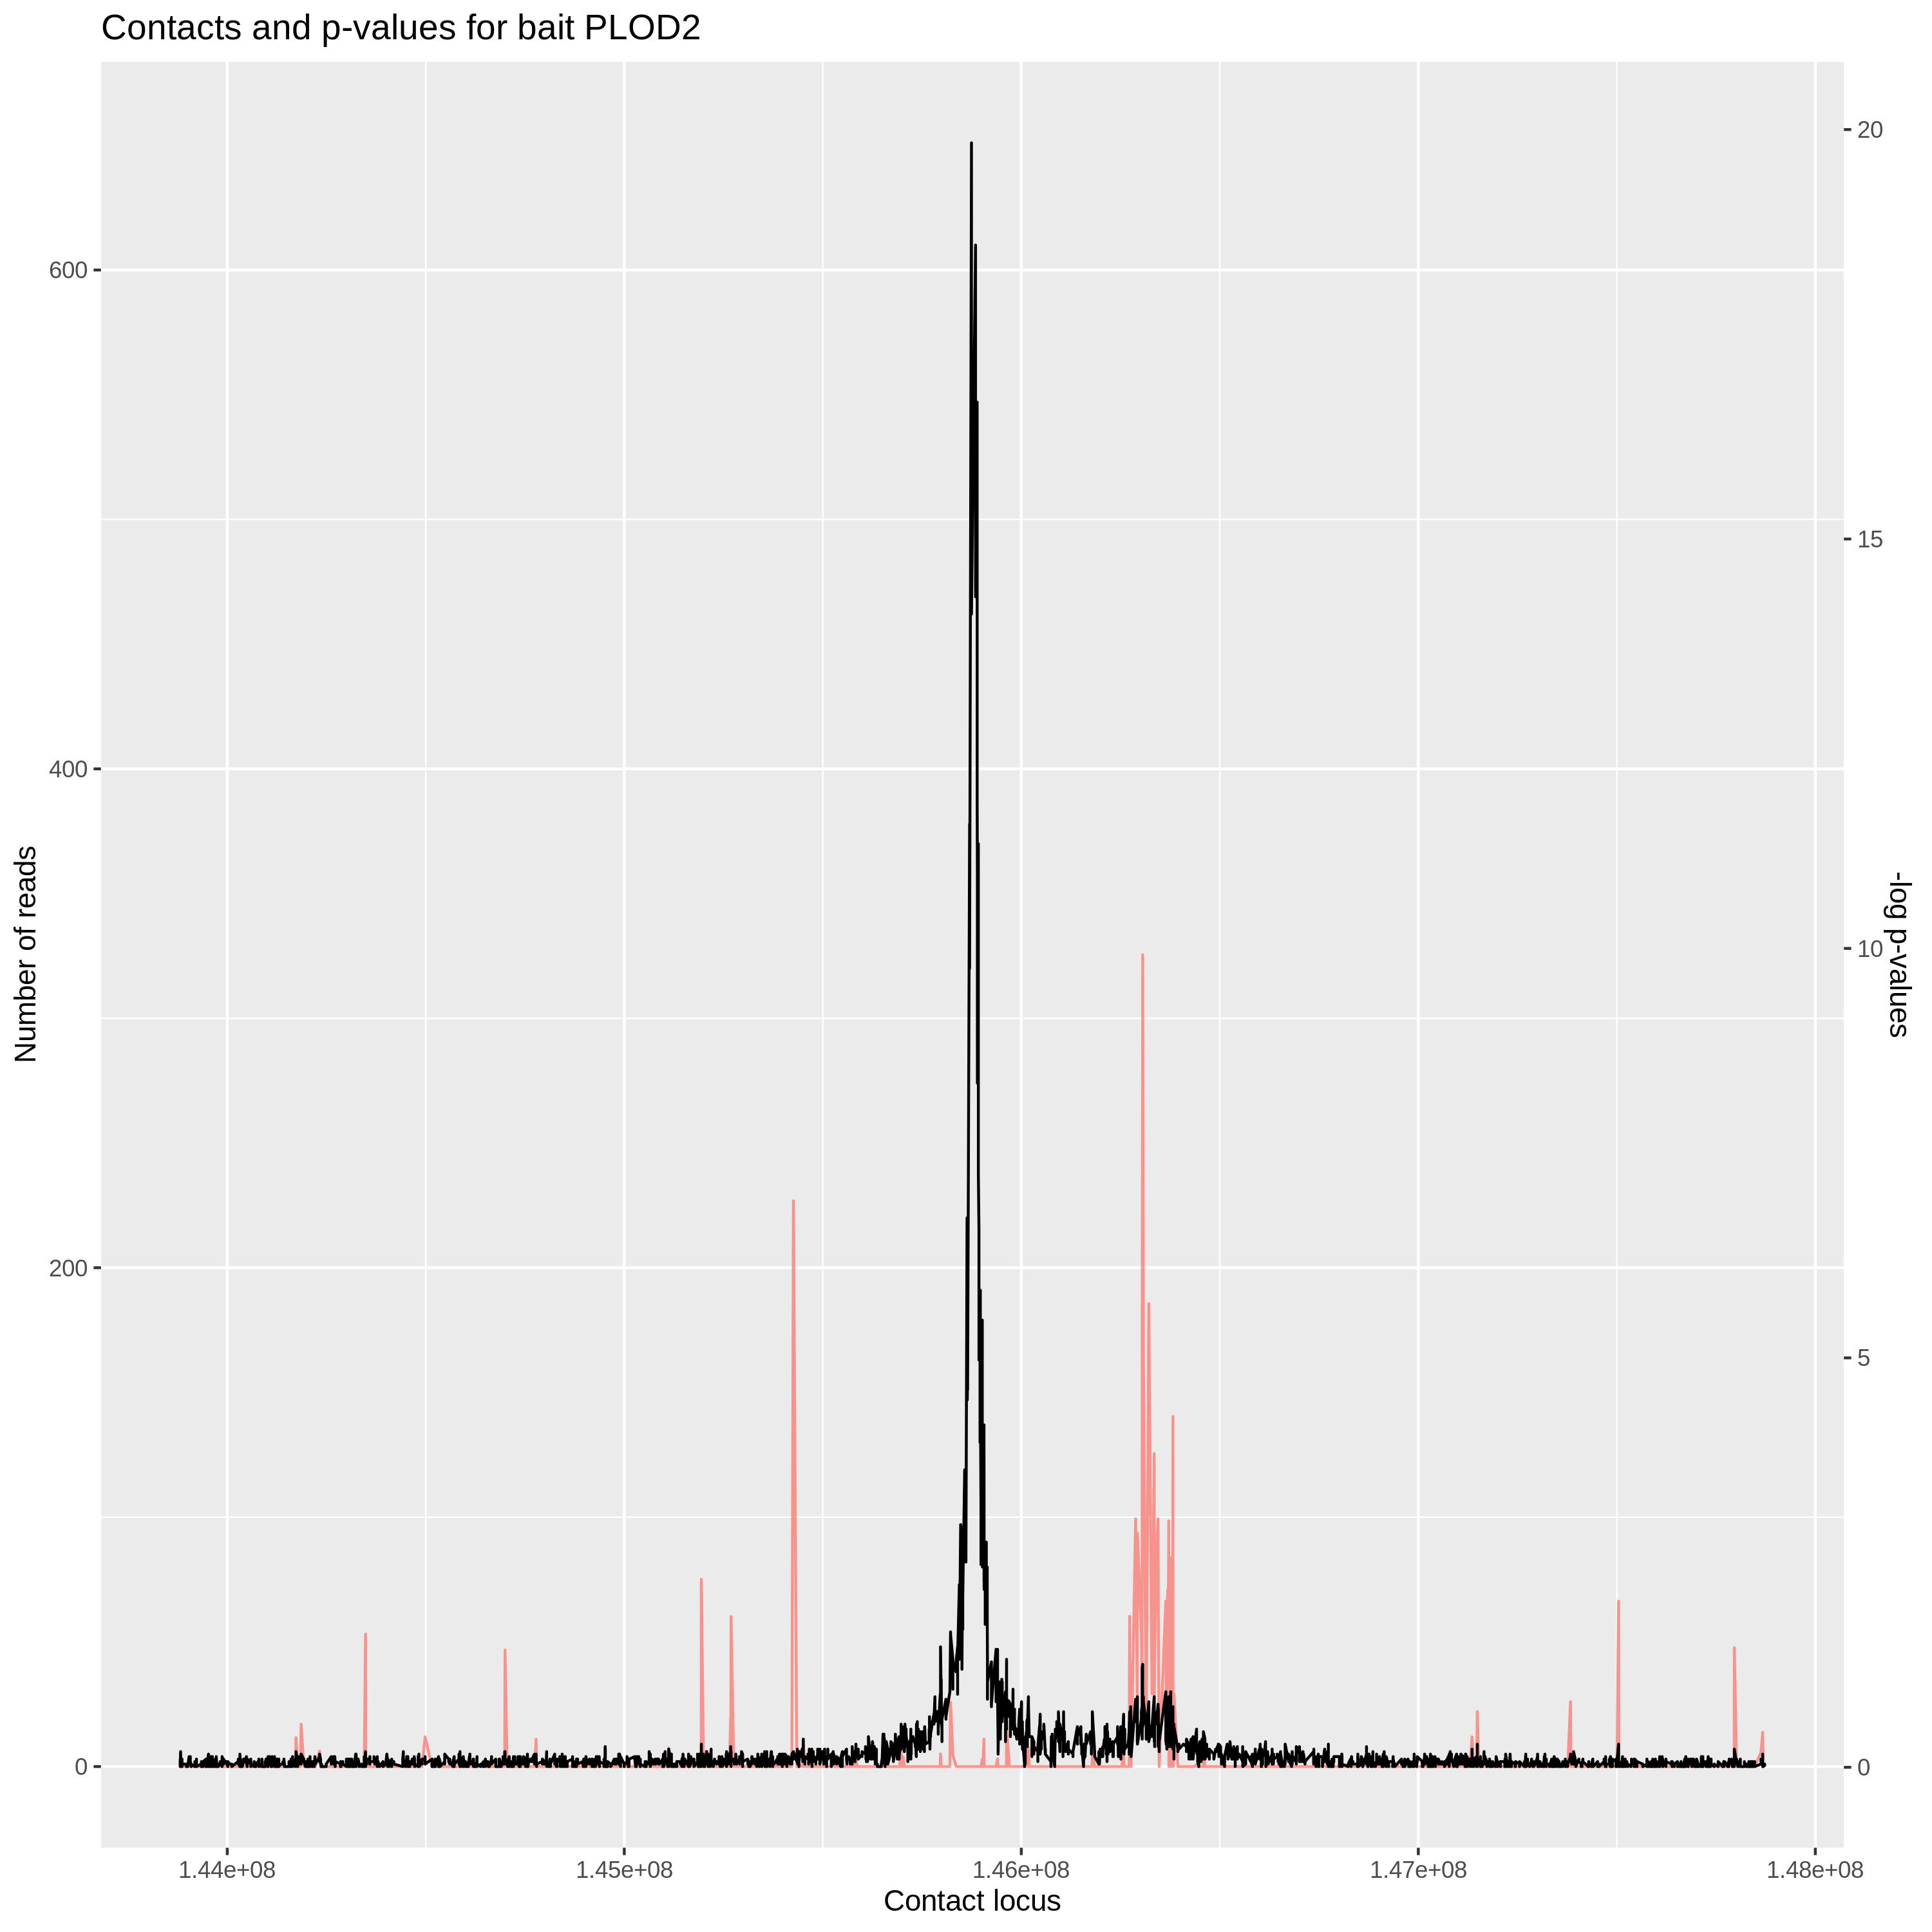 Contacts and p-values for bait PLOD2
Number of reads
600
400
200
0
20
15
10
5
0
-log p-values
1.44e+08
1.45e+08
1.46e+08
1.47e+08
1.48e+08
Contact locus